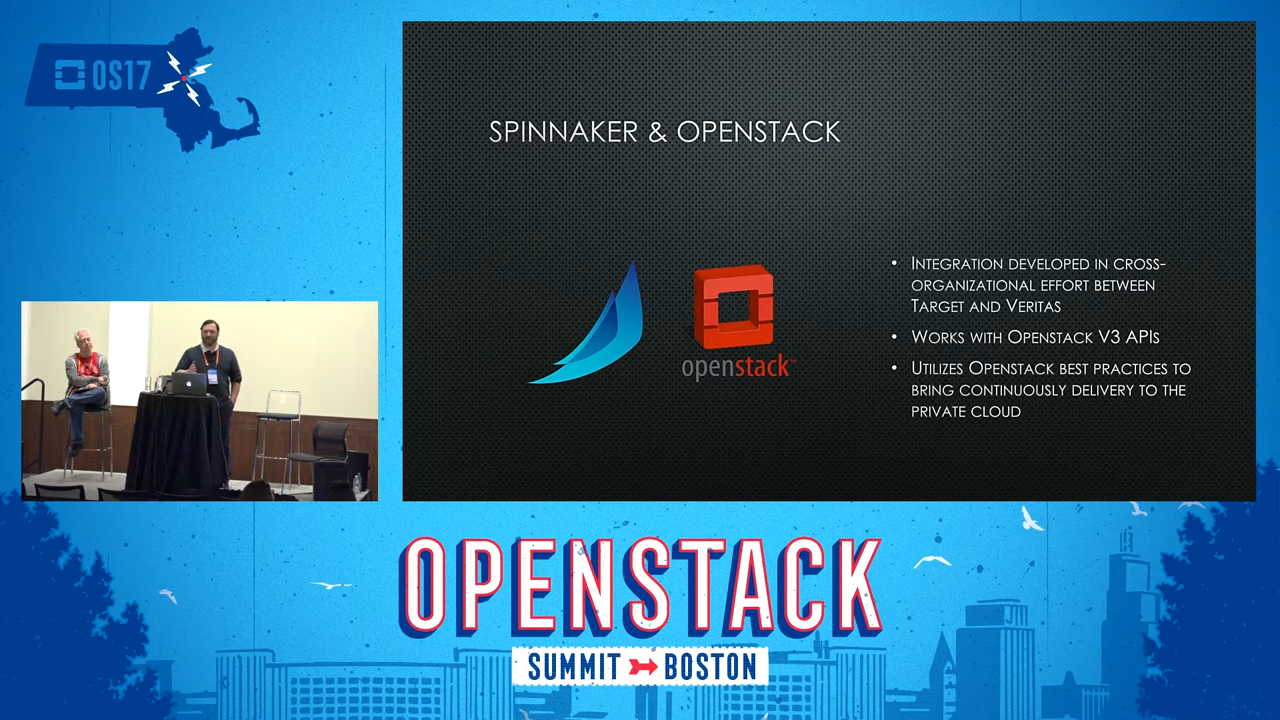 OS17
SPINNAKER & OPENSTACK
openstack™
• INTEGRATION DEVELOPED IN CROSS-
ORGANIZATIONAL EFFORT BETWEEN
TARGET AND VERITAS
• WORKS WITH OPENSTACK V3 APIS
• UTILIZES OPENSTACK BEST PRACTICES TO
BRING CONTINUOUSLY DELIVERY TO THE
PRIVATE CLOUD
OPENSTACK
SUMMIT BOSTON